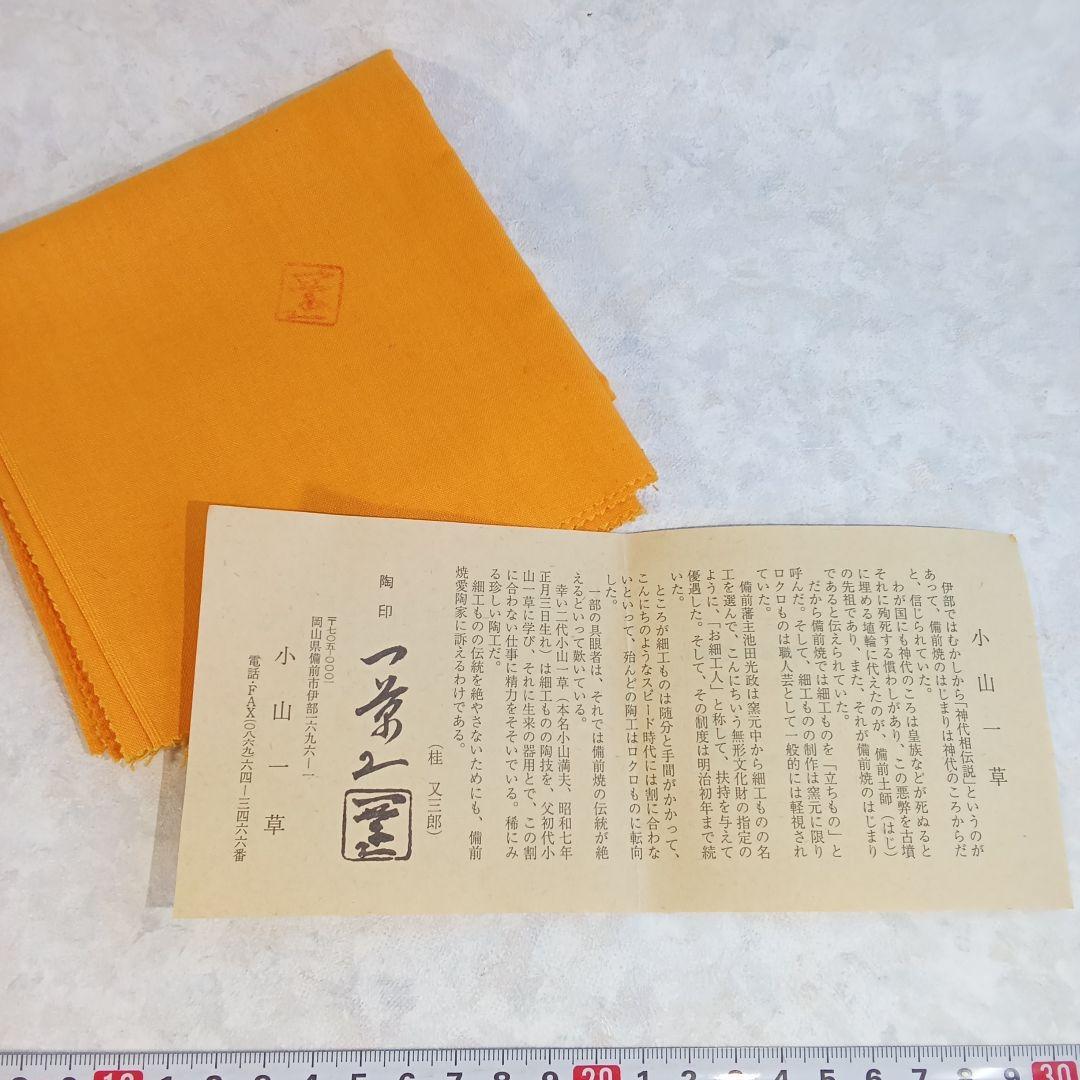 小山一草
伊部ではむかしから「神代相伝説」というのが
あって、備前焼のはじまりは神代のころからだ
と、信じられていた。
わが国にも神代のころは皇族などが死ぬると
それに殉死する慣わしがあり、この悪弊を古墳
に埋める埴輪に代えたのが、備前土師(はじ)
の先祖であり、また、それが備前焼のはじまり
であると伝えられていた。
だから備前焼では細工ものを「立ちもの」と
呼んだ。そして、細工ものの制作は窯元に限り
ロクロものは職人芸として一般的には軽視され
ていた。
備前藩主池田光政は窯元中から細工ものの名
工を選んで、こんにちいう無形文化財の指定の
ように、「お細工人」と称して、扶持を与えて
優遇した。そして、その制度は明治初年まで続
いた。
ところが細工ものは随分と手間がかかって、
こんにちのようなスピード時代には割に合わな
いといって、殆んどの陶工はロクロものに転向
した。
一部の具眼者は、それでは備前焼の伝統が絶
えるといって歎いている。
幸い二代小山一草(本名小山満夫、昭和七年
正月三日生れ)は細工ものの陶技を、父初代小
山一草に学び、それに生来の器用とで、この割
に合わない仕事に精力をそそいでいる。稀にみ
る珍しい陶工だ。
細工ものの伝統を絶やさないためにも、備前
焼愛陶家に訴えるわけである。
(桂 又三郎)
陶印
〒七〇五-〇〇〇一
岡山県備前市伊部一六九六-一
小山一草
電話・FAX(〇八六九)六四-三四六六番
10 1 2 3 4 5 6 7 8 9 20 1 2 3 4 5 6 7 8 9 30